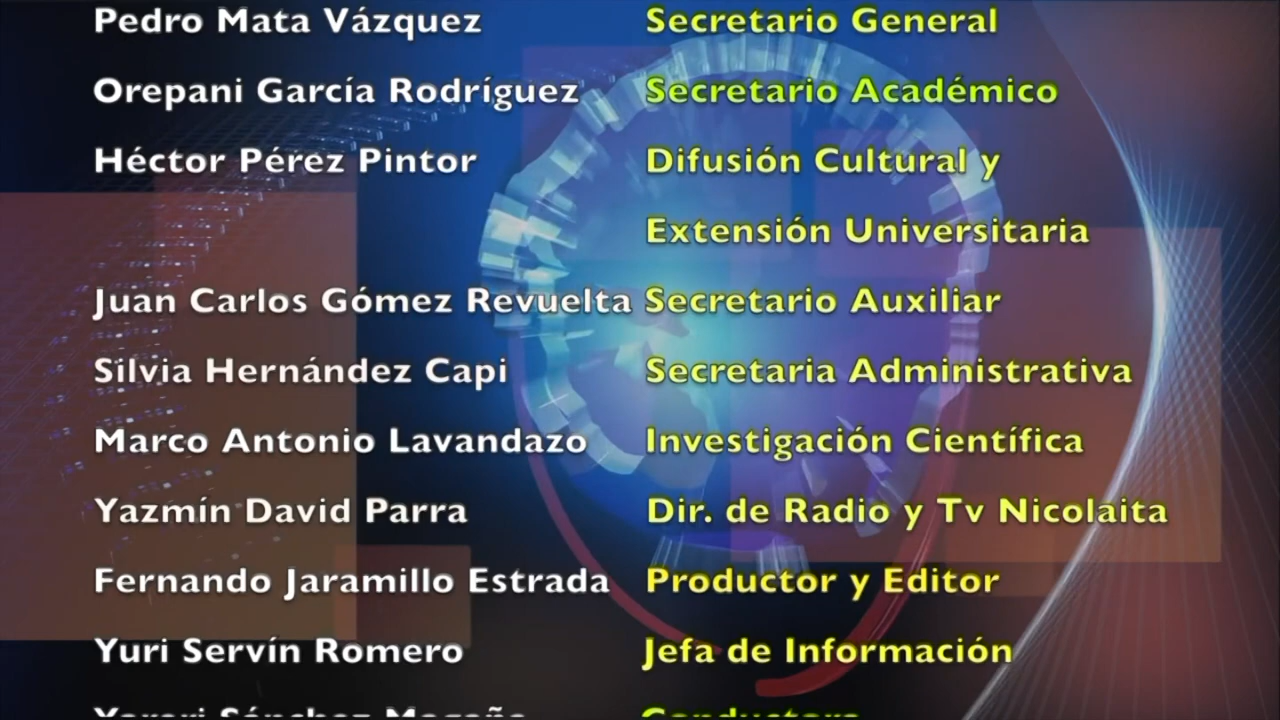 Pedro Mata Vázquez Secretario General
Orepani García Rodríguez Secretario Académico
Héctor Pérez Pintor Difusión Cultural y
Extensión Universitaria
Juan Carlos Gómez Revuelta Secretario Auxiliar
Silvia Hernández Capi Secretaria Administrativa
Marco Antonio Lavandazo Investigación Científica
Yazmín David Parra Dir. de Radio y Tv Nicolaita
Fernando Jaramillo Estrada Productor y Editor
Yuri Servín Romero Jefa de Información
Sánchez